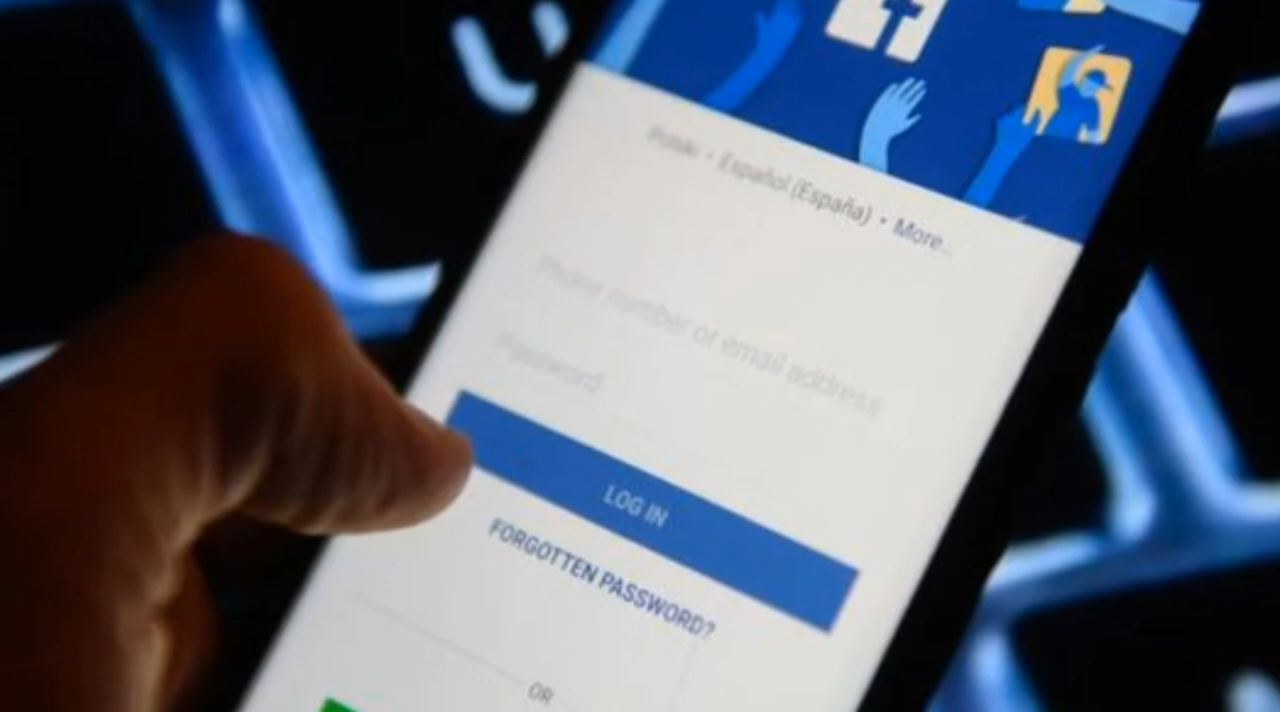 Polski • Español (España) • More...
Phone number or email address
Password
LOG IN
FORGOTTEN PASSWORD?
OR